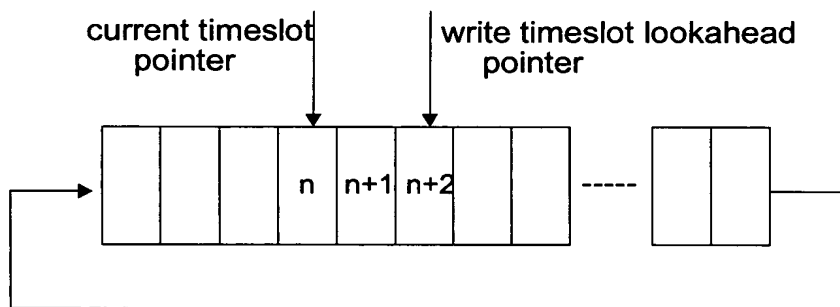 current timeslot
pointer
write timeslot lookahead
pointer
n
n+1
n+2